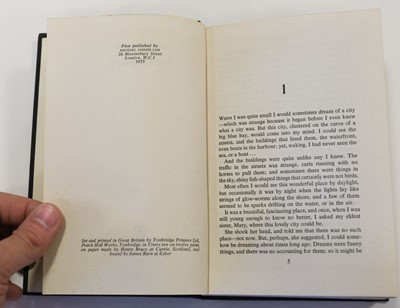 First published by
MICHAEL JOSEPH LTD
26 Bloomsbury Street
London, W.C.1
1955
Set and printed in Great Britain by Tonbridge Printers Ltd,
Peach Hall Works, Tonbridge, in Times ten on twelve point,
on paper made by Henry Bruce at Currie, Scotland, and
bound by James Burn at Esher
1
WHEN I was quite small I would sometimes dream of a city
—which was strange because it began before I even knew
what a city was. But this city, clustered on the curve of a
big blue bay, would come into my mind. I could see the
streets, and the buildings that lined them, the waterfront,
even boats in the harbour; yet, waking, I had never seen the
sea, or a boat. . . .
And the buildings were quite unlike any I knew. The
traffic in the streets was strange, carts running with no
horses to pull them; and sometimes there were things in
the sky, shiny fish-shaped things that certainly were not birds.
Most often I would see this wonderful place by daylight,
but occasionally it was by night when the lights lay like
strings of glow-worms along the shore, and a few of them
seemed to be sparks drifting on the water, or in the air.
It was a beautiful, fascinating place, and once, when I was
still young enough to know no better, I asked my eldest
sister, Mary, where this lovely city could be.
She shook her head, and told me that there was no such
place—not now. But, perhaps, she suggested, I could some-
how be dreaming about times long ago. Dreams were funny
things, and there was no accounting for them; so it might be
5